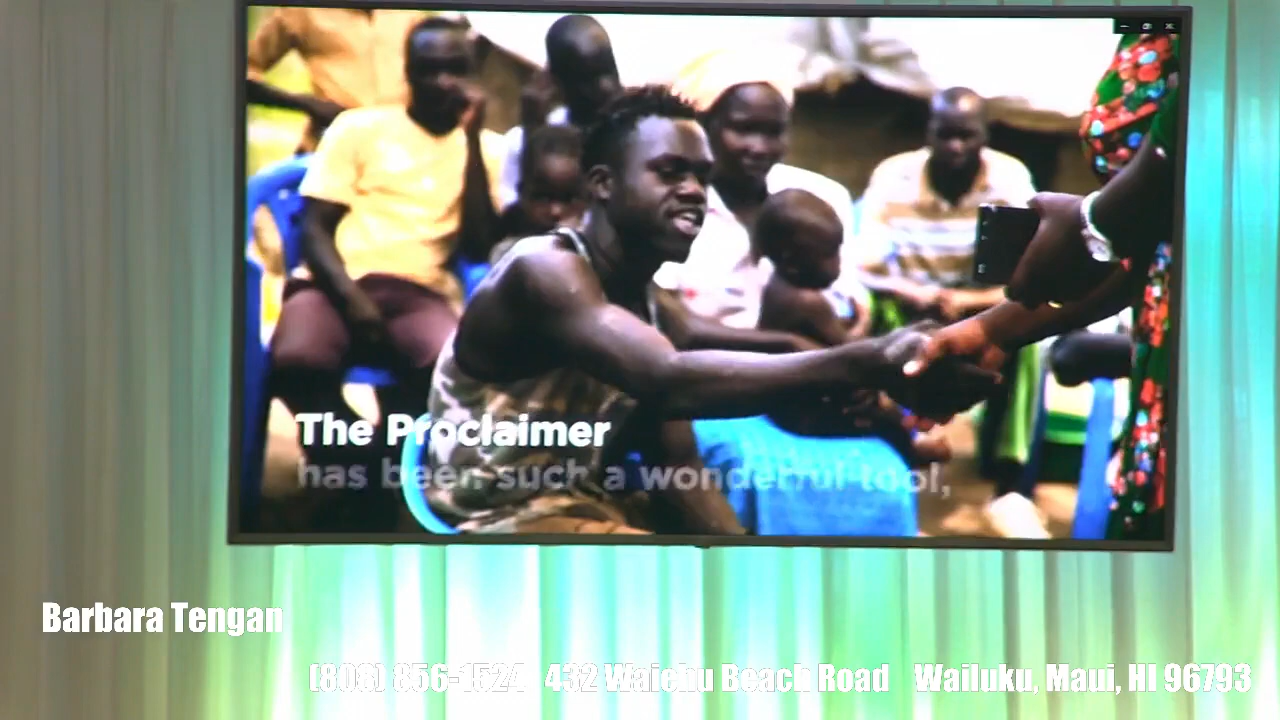 The Proclaimer
has been such a wonderful tool,
Barbara Tengan
(808) 856-1524 432 Waiehu Beach Road Wailuku, Maui, HI 96793